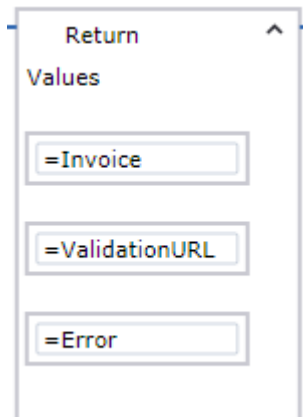 Return
Values
=Invoice
=ValidationURL
=Error